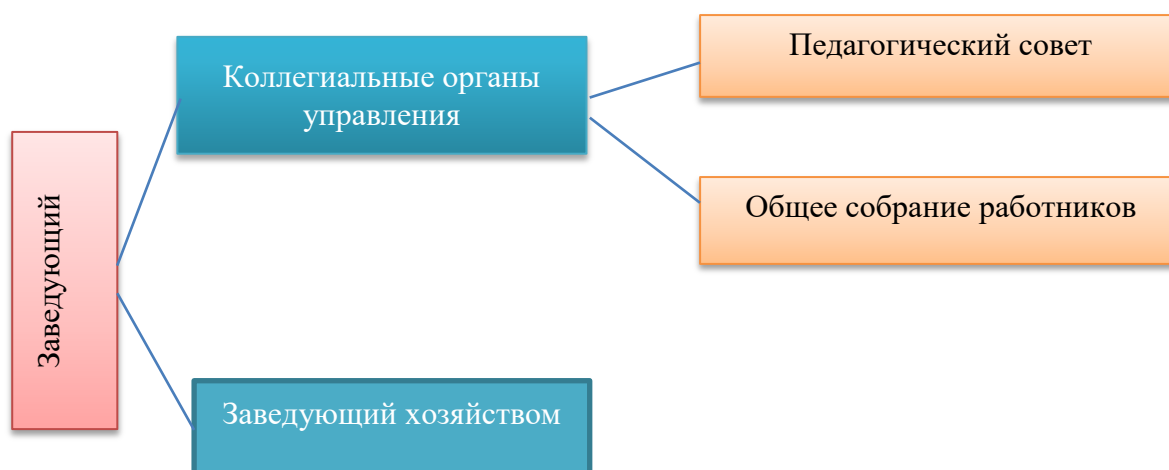 Педагогический совет
Коллегиальные органы
управления
Общее собрание работников
Заведующий
Заведующий хозяйством